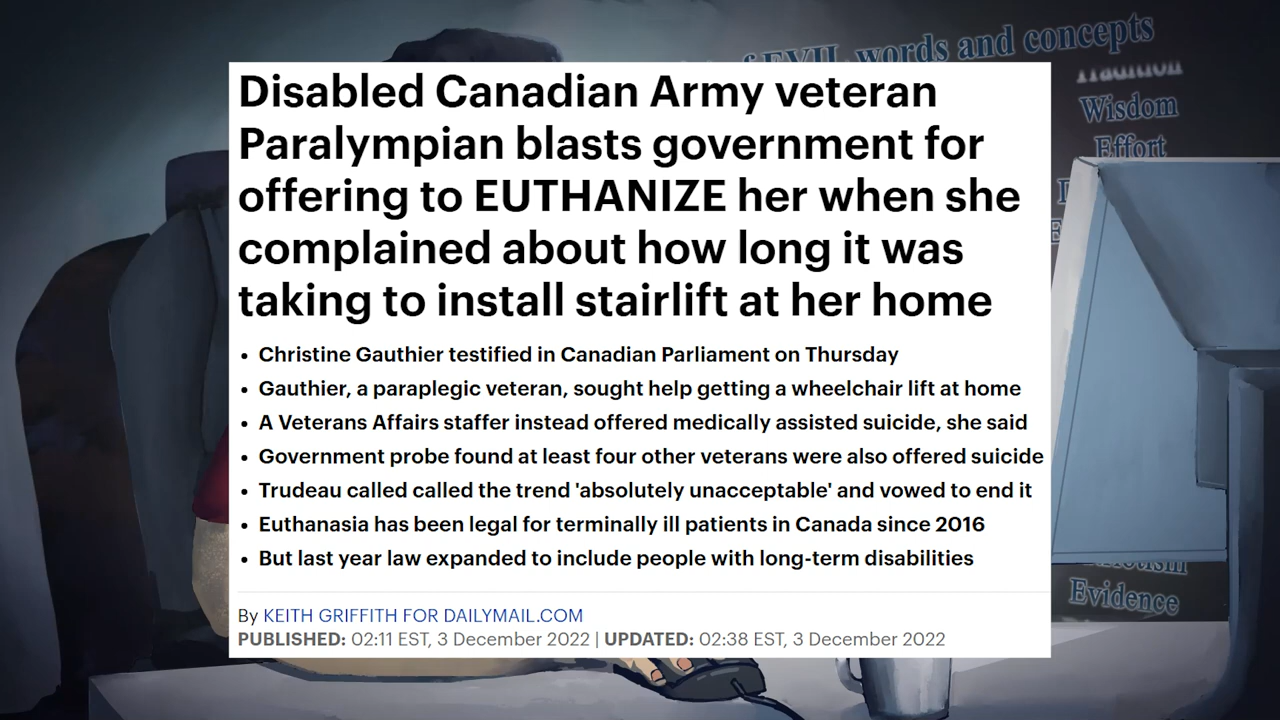 of EVIL words and concepts
Tradition
Wisdom
Effort
Disabled Canadian Army veteran
Paralympian blasts government for
offering to EUTHANIZE her when she
complained about how long it was
taking to install stairlift at her home
• Christine Gauthier testified in Canadian Parliament on Thursday
• Gauthier, a paraplegic veteran, sought help getting a wheelchair lift at home
• A Veterans Affairs staffer instead offered medically assisted suicide, she said
• Government probe found at least four other veterans were also offered suicide
• Trudeau called called the trend 'absolutely unacceptable' and vowed to end it
• Euthanasia has been legal for terminally ill patients in Canada since 2016
• But last year law expanded to include people with long-term disabilities
By KEITH GRIFFITH FOR DAILYMAIL.COM
PUBLISHED: 02:11 EST, 3 December 2022 | UPDATED: 02:38 EST, 3 December 2022
Evidence